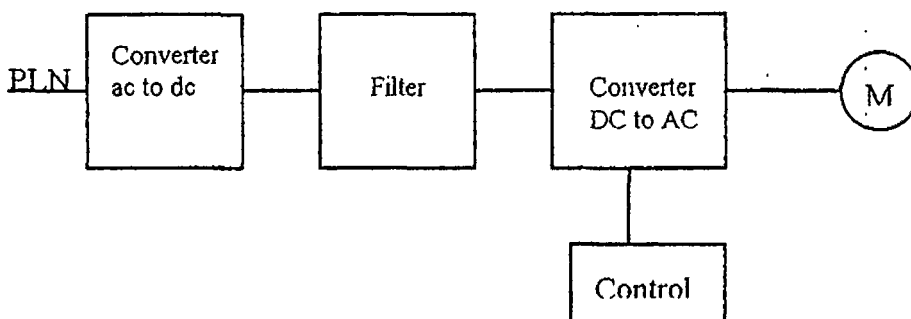 PLN
Converter
ac to dc
Filter
Converter
DC to AC
M
Control